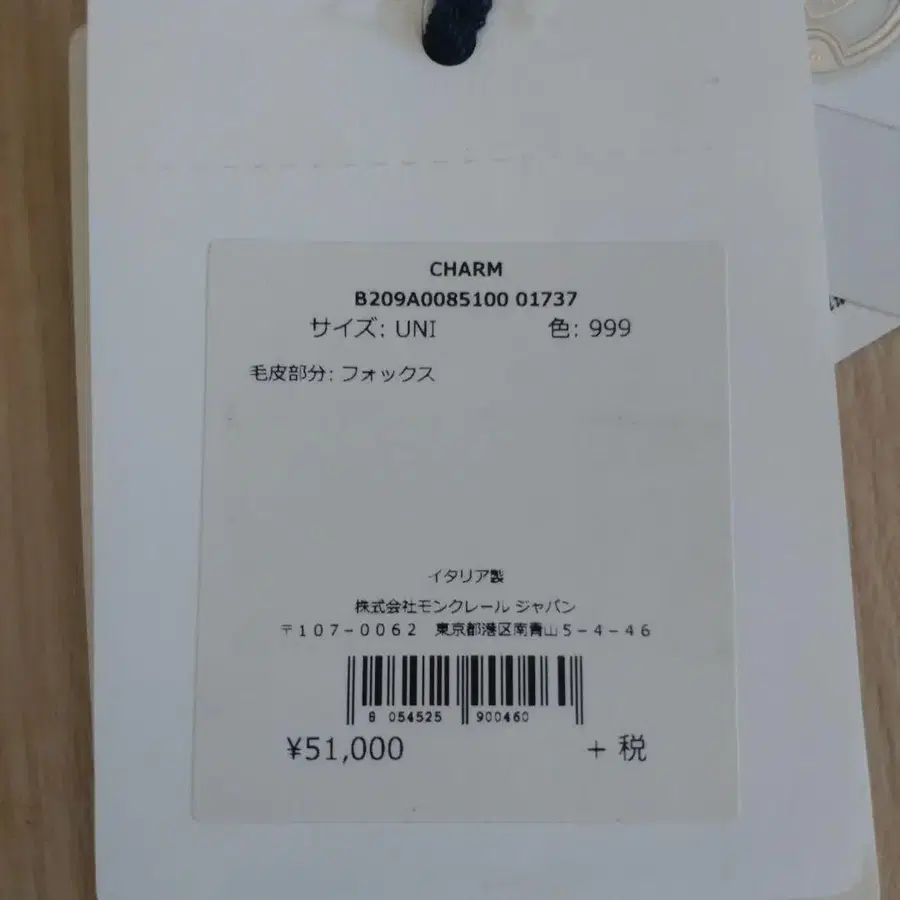 CHARM
B209A0085100 01737
サイズ: UNI 色: 999
毛皮部分: フォックス
イタリア製
株式会社モンクレール ジャパン
〒107-0062 東京都港区南青山5-4-46
8 054525 900460
¥51,000 + 税